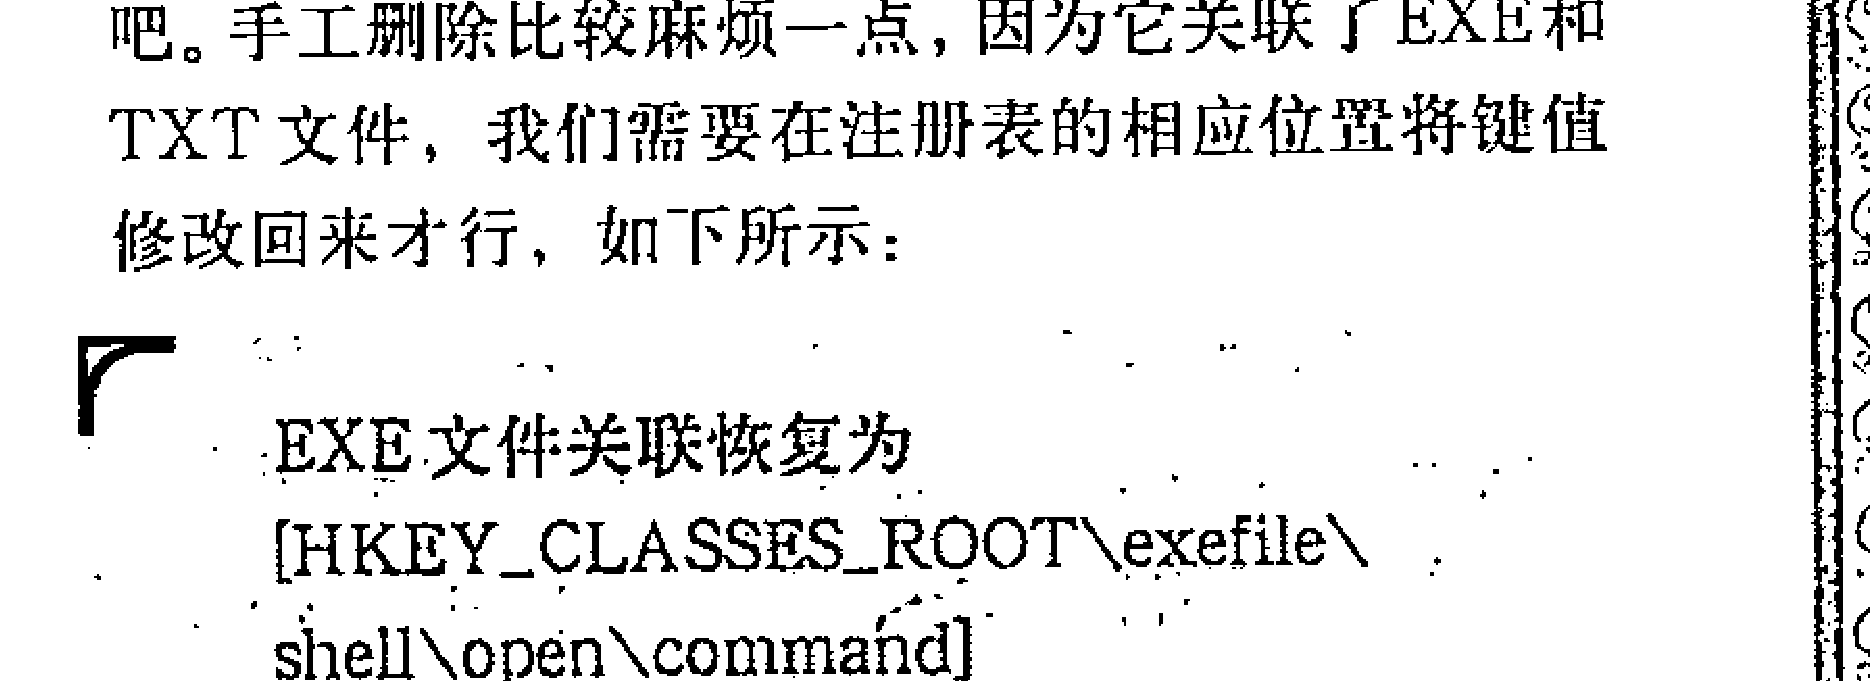 吧。手工删除比较麻烦一点，因为它关联了EXE和
TXT文件，我们需要在注册表的相应位置将键值
修改回来才行，如下所示：
EXE文件关联恢复为
[HKEY_CLASSES_ROOT\exefile\
shell\open\command]